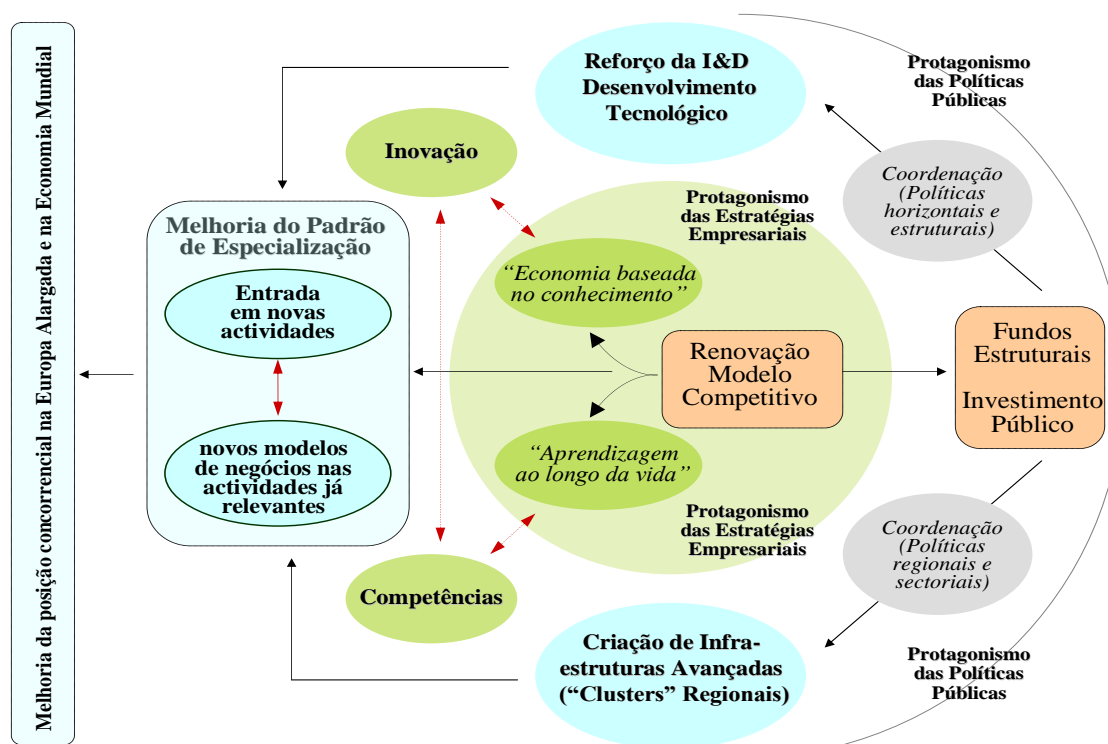 Melhoria da posição concorrencial na Europa Alargada e na Economia Mundial
Reforço da I&D
Desenvolvimento
Tecnológico
Protagonismo
das Políticas
Públicas
Inovação
Coordenação
(Políticas
horizontais e
estruturais)
Melhoria do Padrão
de Especialização
Protagonismo
das Estratégias
Empresariais
“Economia baseada
no conhecimento”
Entrada
em novas
actividades
Renovação
Modelo
Competitivo
Fundos
Estruturais
Investimento
Público
novos modelos
de negócios nas
actividades já
relevantes
“Aprendizagem
ao longo da vida”
Protagonismo
das Estratégias
Empresariais
Coordenação
(Políticas
regionais e
sectoriais)
Competências
Criação de Infra-
estruturas Avançadas
(“Clusters” Regionais)
Protagonismo
das Políticas
Públicas